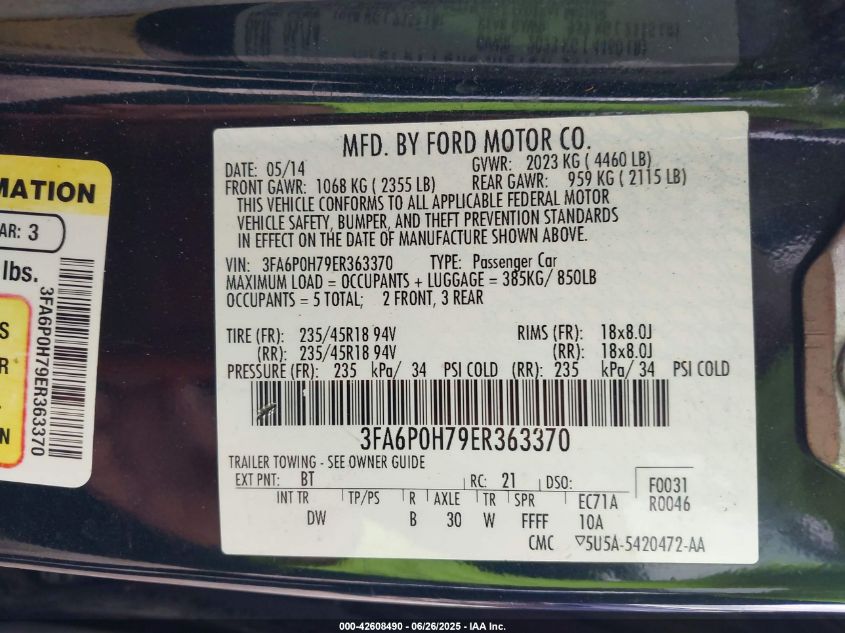 MFD. BY FORD MOTOR CO.
DATE: 05/14 GVWR: 2023 KG ( 4460 LB)
FRONT GAWR: 1068 KG ( 2355 LB) REAR GAWR: 959 KG ( 2115 LB)
THIS VEHICLE CONFORMS TO ALL APPLICABLE FEDERAL MOTOR
VEHICLE SAFETY, BUMPER, AND THEFT PREVENTION STANDARDS
IN EFFECT ON THE DATE OF MANUFACTURE SHOWN ABOVE.
VIN: 3FA6P0H79ER363370 TYPE: Passenger Car
MAXIMUM LOAD = OCCUPANTS + LUGGAGE = 385KG/ 850LB
OCCUPANTS = 5 TOTAL; 2 FRONT, 3 REAR
TIRE (FR): 235/45R18 94V RIMS (FR): 18x8.0J
(RR): 235/45R18 94V (RR): 18x8.0J
PRESSURE (FR): 235 kPa/ 34 PSI COLD (RR): 235 kPa/ 34 PSI COLD
3FA6P0H79ER363370
TRAILER TOWING - SEE OWNER GUIDE
EXT PNT: BT RC: 21 DSO: F0031
INT TR TP/PS R AXLE TR SPR EC71A R0046
DW B 30 W FFFF 10A
CMC ▽5U5A-5420472-AA
MATION
AR: 3
lbs.
3FA6P0H79ER363370
S
R
N
000-42608490 - 06/26/2025 - IAA Inc.